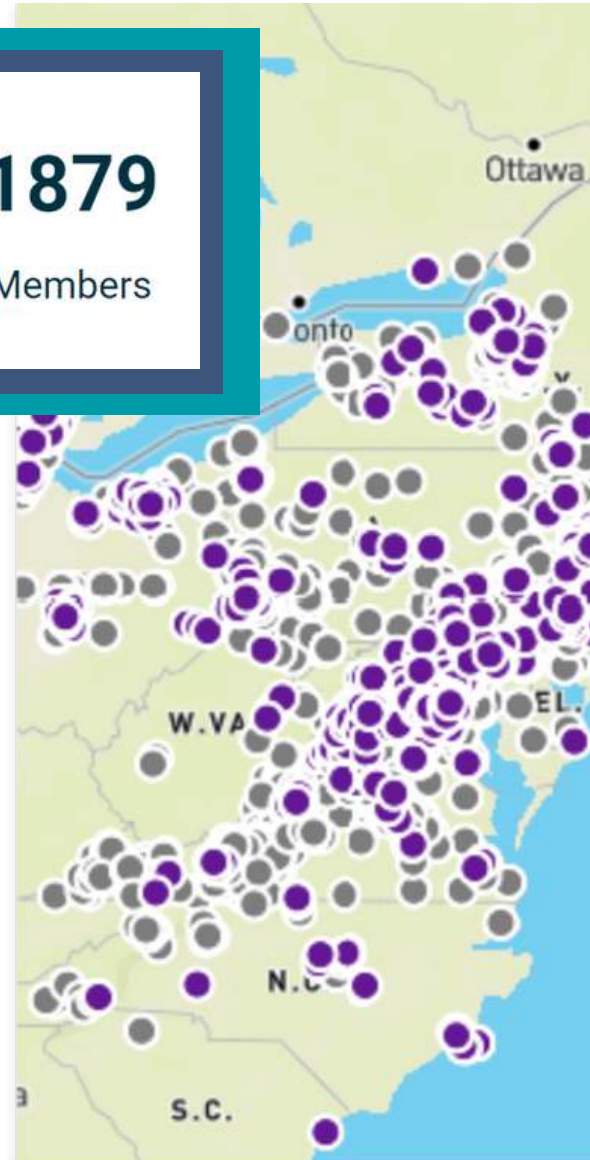 1879
Members
Ottawa
onto
Y.
W.VA
EL.
N.C
S.C.
a